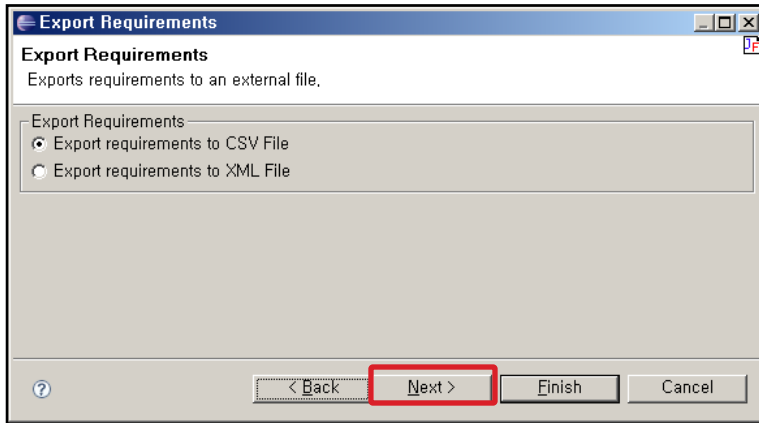 Export Requirements
Export Requirements
Exports requirements to an external file,
Export Requirements
Export requirements to CSV File
Export requirements to XML File
?
< Back
Next >
Finish
Cancel